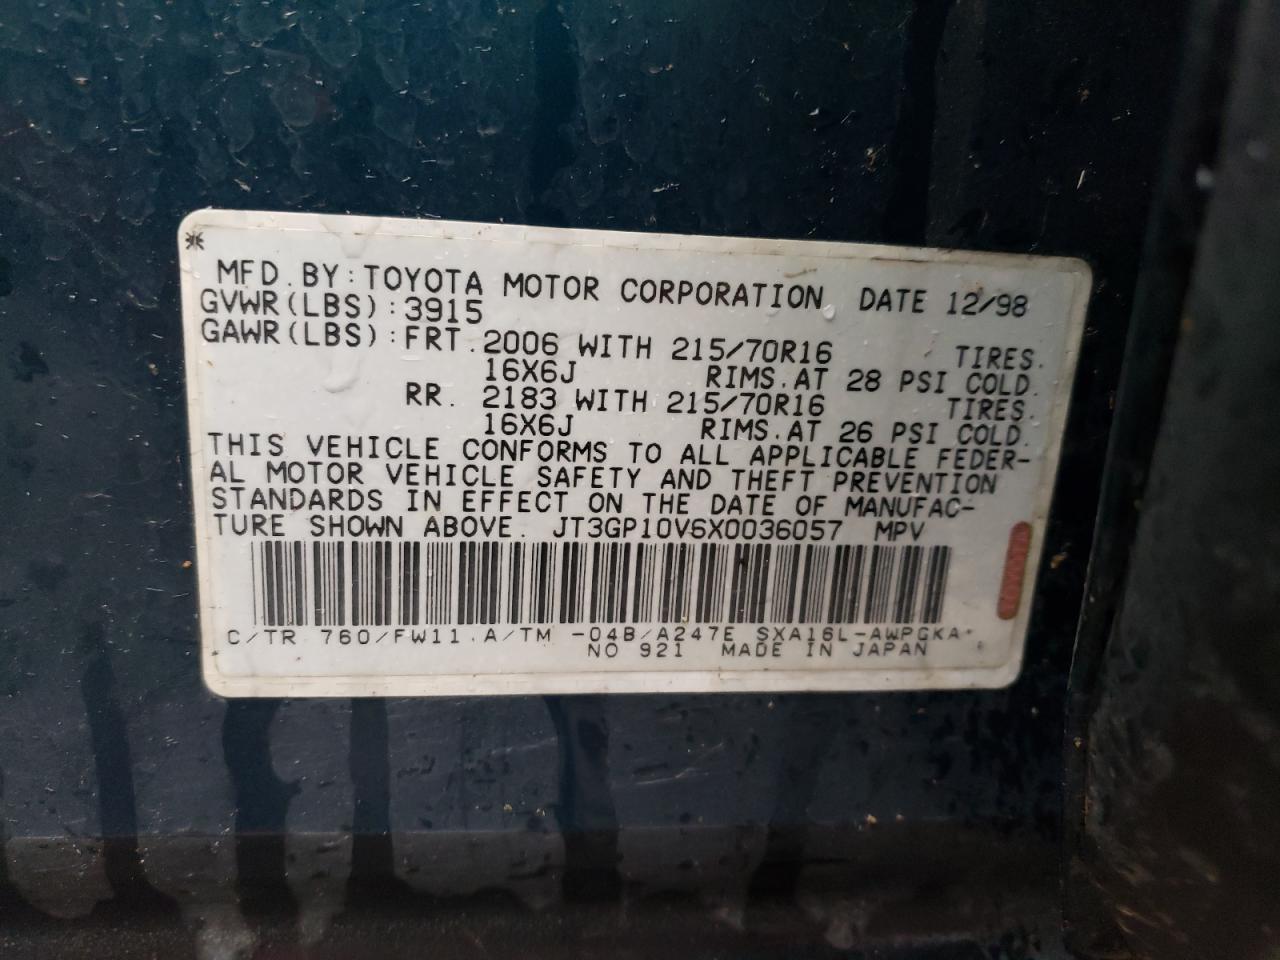 MFD. BY: TOYOTA MOTOR CORPORATION DATE 12/98
GVWR(LBS):3915
GAWR(LBS):FRT. 2006 WITH 215/70R16 TIRES.
16X6J RIMS.AT 28 PSI COLD.
RR. 2183 WITH 215/70R16 TIRES.
16X6J RIMS.AT 26 PSI COLD.
THIS VEHICLE CONFORMS TO ALL APPLICABLE FEDER-
AL MOTOR VEHICLE SAFETY AND THEFT PREVENTION
STANDARDS IN EFFECT ON THE DATE OF MANUFAC-
TURE SHOWN ABOVE. JT3GP10V6X0036057 MPV
C/TR 760/FW11.A/TM -04B/A247E SXA16L-AWPGKA
NO 921 MADE IN JAPAN